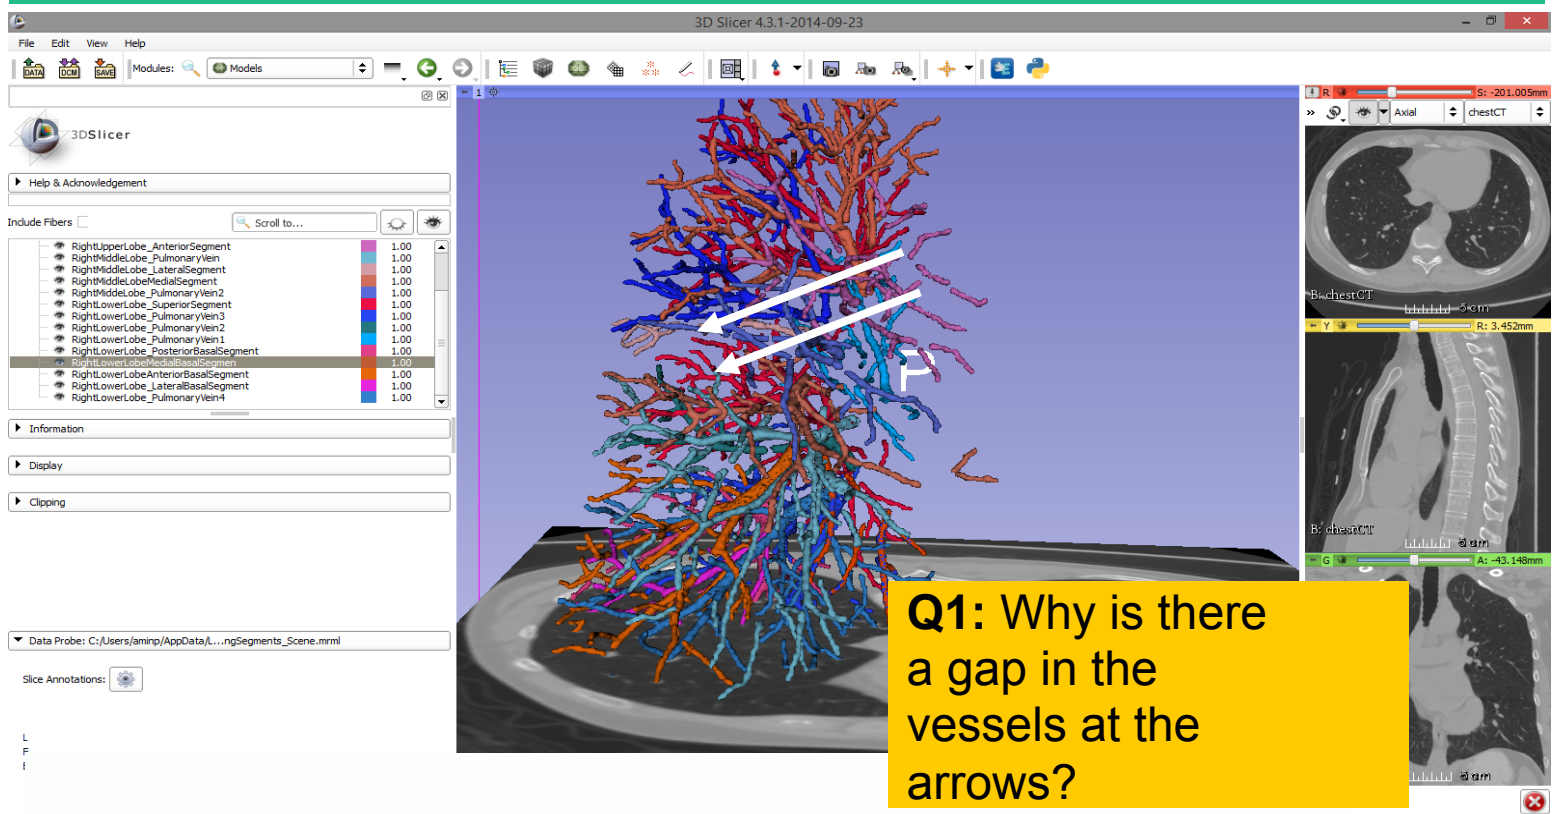 3D Slicer 4.3.1-2014-09-23
File Edit View Help
DATA DCM SAVE Modules: Models
1
3DSlicer
Help & Acknowledgement
Include Fibers Scroll to...
RightUpperLobe_AnteriorSegment 1.00
RightMiddleLobe_PulmonaryVein 1.00
RightMiddleLobe_LateralSegment 1.00
RightMiddleLobeMedialSegment 1.00
RightMiddeLobe_PulmonaryVein2 1.00
RightLowerLobe_SuperiorSegment 1.00
RightLowerLobe_PulmonaryVein3 1.00
RightLowerLobe_PulmonaryVein2 1.00
RightLowerLobe_PulmonaryVein1 1.00
RightLowerLobe_PosteriorBasalSegment 1.00
RightLowerLobeMedialBasalSegmen 1.00
RightLowerLobeAnteriorBasalSegment 1.00
RightLowerLobe_LateralBasalSegment 1.00
RightLowerLobe_PulmonaryVein4 1.00
Information
Display
Clipping
Data Probe: C:/Users/aminp/AppData/L...ngSegments_Scene.mrml
Slice Annotations:
L
F
P
R S: -201.005mm
Axial chestCT
B: chestCT
5 cm
Y R: 3.452mm
B: chestCT
5 cm
G A: -43.148mm
5 cm
Q1: Why is there
a gap in the
vessels at the
arrows?